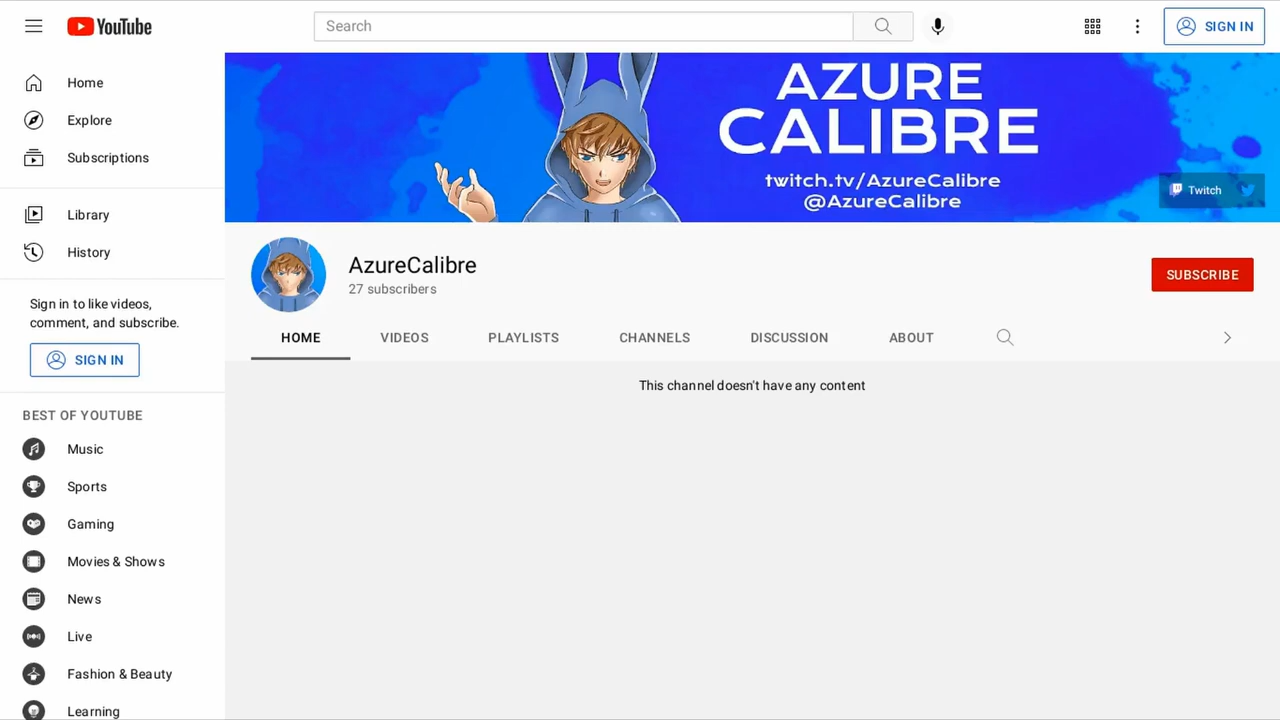 YouTube
Search
SIGN IN
Home
Explore
Subscriptions
Library
History
Sign in to like videos,
comment, and subscribe.
SIGN IN
BEST OF YOUTUBE
Music
Sports
Gaming
Movies & Shows
News
Live
Fashion & Beauty
Learning
AZURE
CALIBRE
twitch.tv/AzureCalibre
@AzureCalibre
Twitch
AzureCalibre
27 subscribers
SUBSCRIBE
HOME
VIDEOS
PLAYLISTS
CHANNELS
DISCUSSION
ABOUT
This channel doesn't have any content